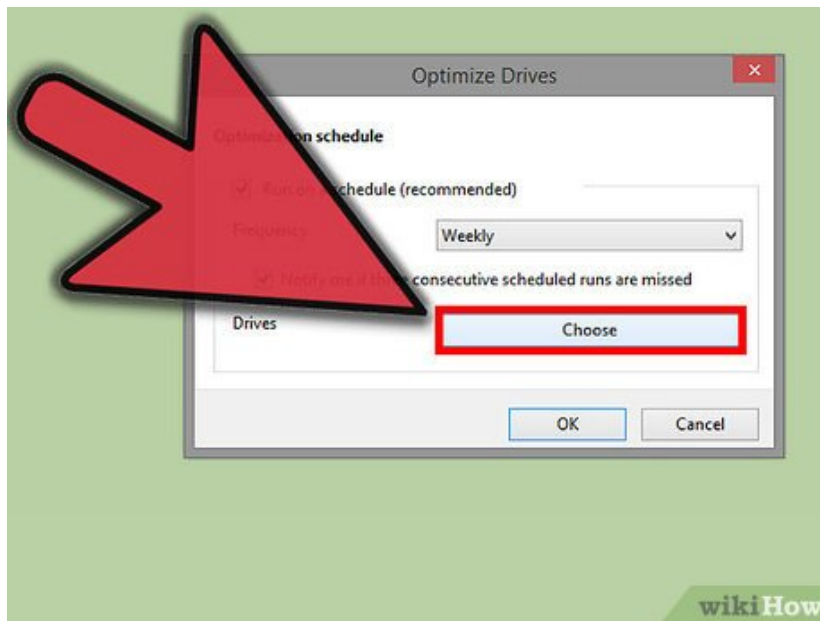 Optimize Drives
Optimization schedule
Run on a schedule (recommended)
Frequency
Weekly
Notify me if three consecutive scheduled runs are missed
Drives
Choose
OK
Cancel
wikiHow